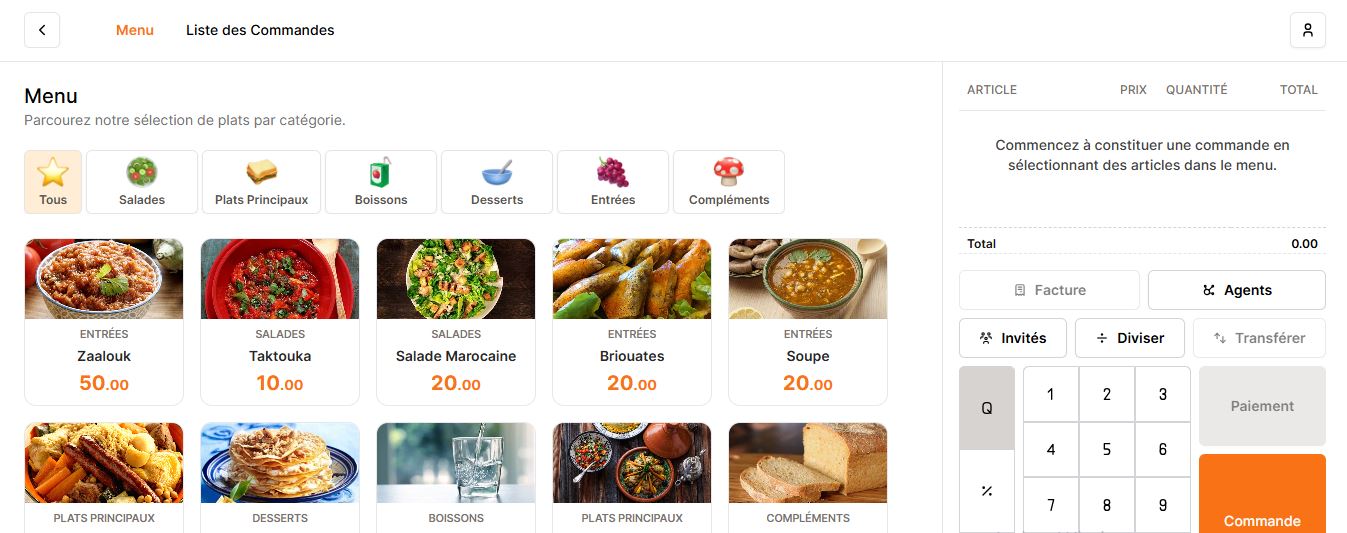 Menu
Liste des Commandes
Menu
Parcourez notre sélection de plats par catégorie.
Tous
Salades
Plats Principaux
Boissons
Desserts
Entrées
Compléments
ENTRÉES
Zaalouk
50.00
SALADES
Taktouka
10.00
SALADES
Salade Marocaine
20.00
ENTRÉES
Briouates
20.00
ENTRÉES
Soupe
20.00
PLATS PRINCIPAUX
DESSERTS
BOISSONS
PLATS PRINCIPAUX
COMPLÉMENTS
ARTICLE PRIX QUANTITÉ TOTAL
Commencez à constituer une commande en
sélectionnant des articles dans le menu.
Total 0.00
Facture
Agents
Invités
Diviser
Transférer
Q
1 2 3
Paiement
4 5 6
%
7 8 9
Commande